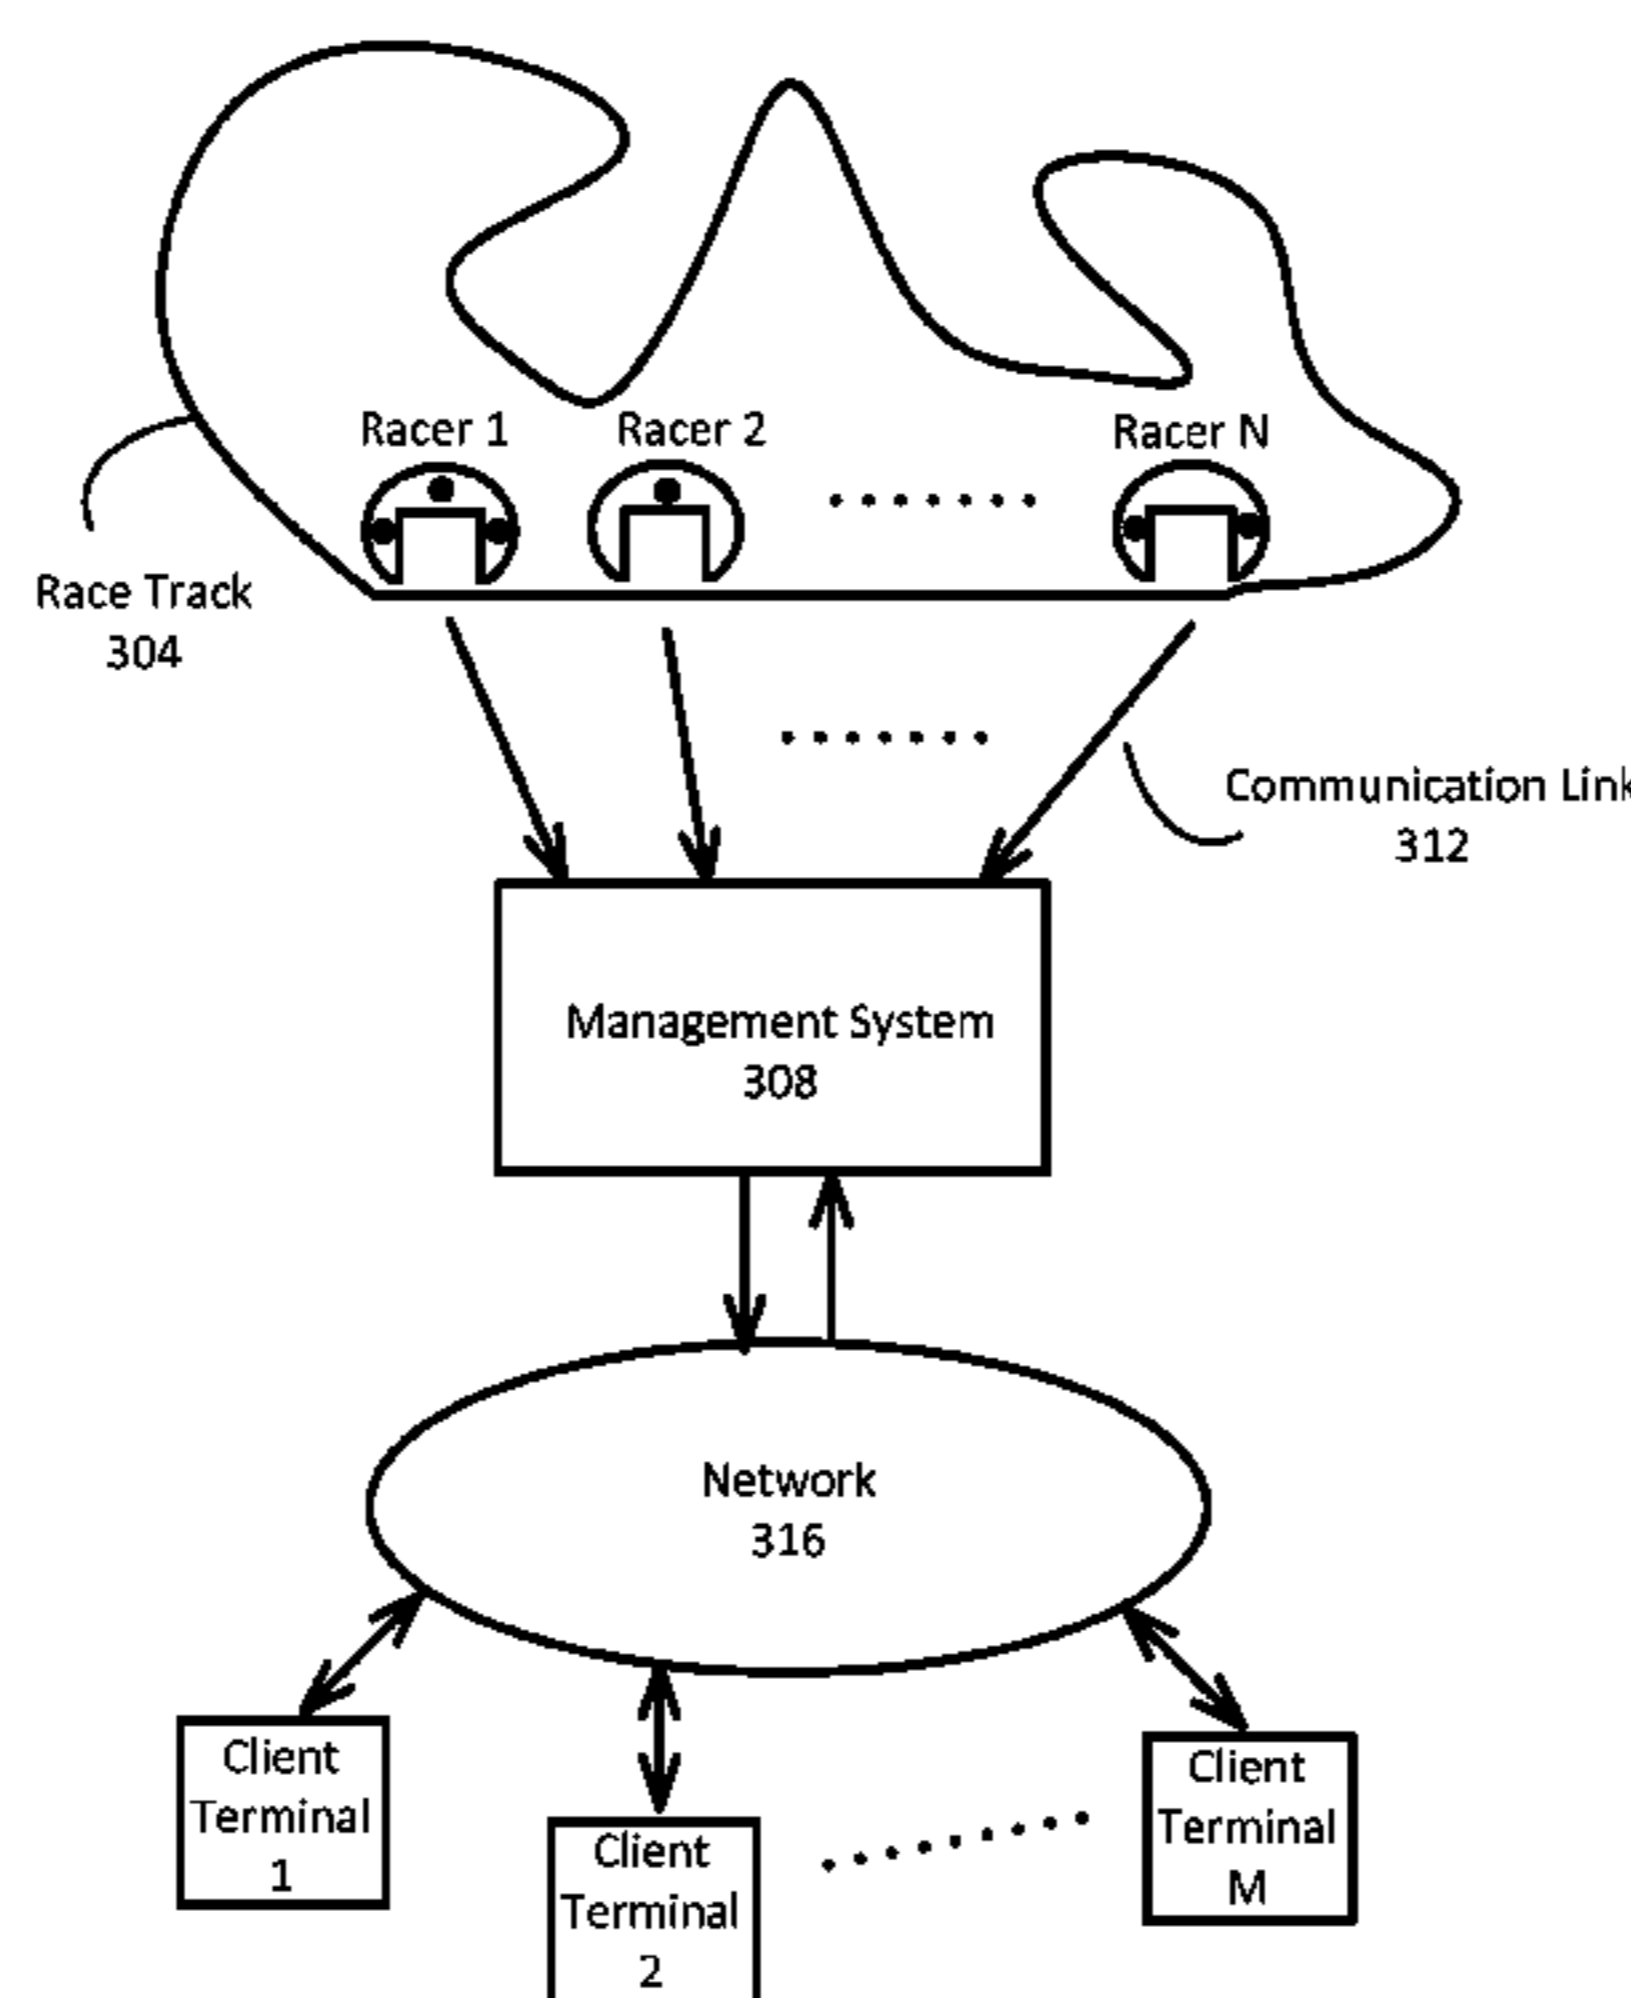 Racer 1
Racer 2
Racer N
Race Track
304
Communication Link
312
Management System
308
Network
316
Client
Terminal
1
Client
Terminal
2
Client
Terminal
M